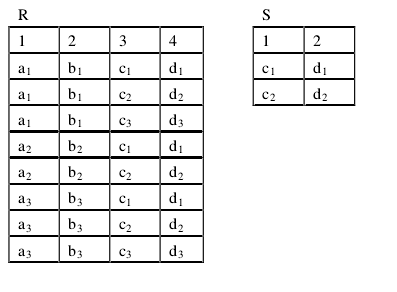 R S
1 2 3 4 1 2
a₁ b₁ c₁ d₁ c₁ d₁
a₁ b₁ c₂ d₂ c₂ d₂
a₁ b₁ c₃ d₃
a₂ b₂ c₁ d₁
a₂ b₂ c₂ d₂
a₃ b₃ c₁ d₁
a₃ b₃ c₂ d₂
a₃ b₃ c₃ d₃